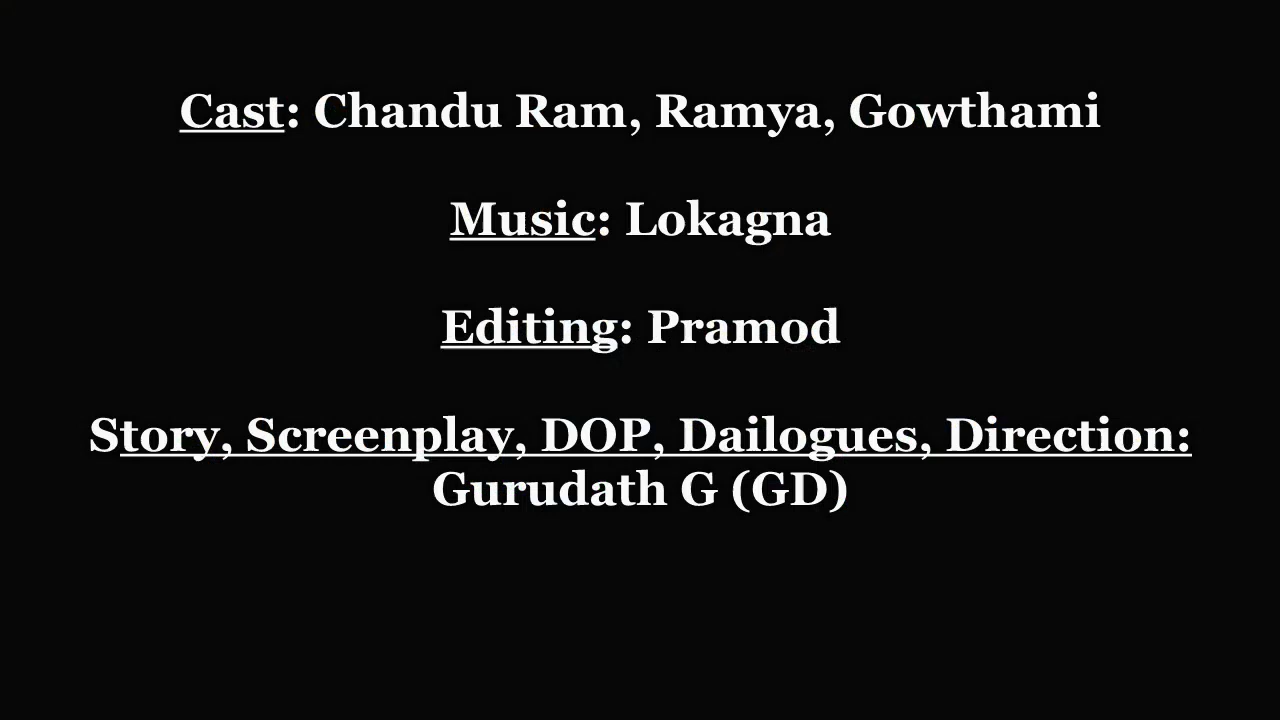 Cast: Chandu Ram, Ramya, Gowthami
Music: Lokagna
Editing: Pramod
Story, Screenplay, DOP, Dailogues, Direction:
Gurudath G (GD)